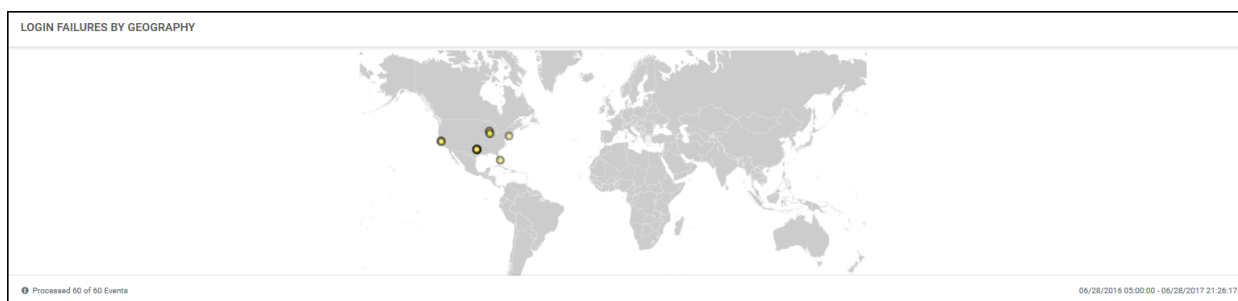 LOGIN FAILURES BY GEOGRAPHY
Processed 60 of 60 Events
06/28/2016 05:00:00 - 06/28/2017 21:26:17